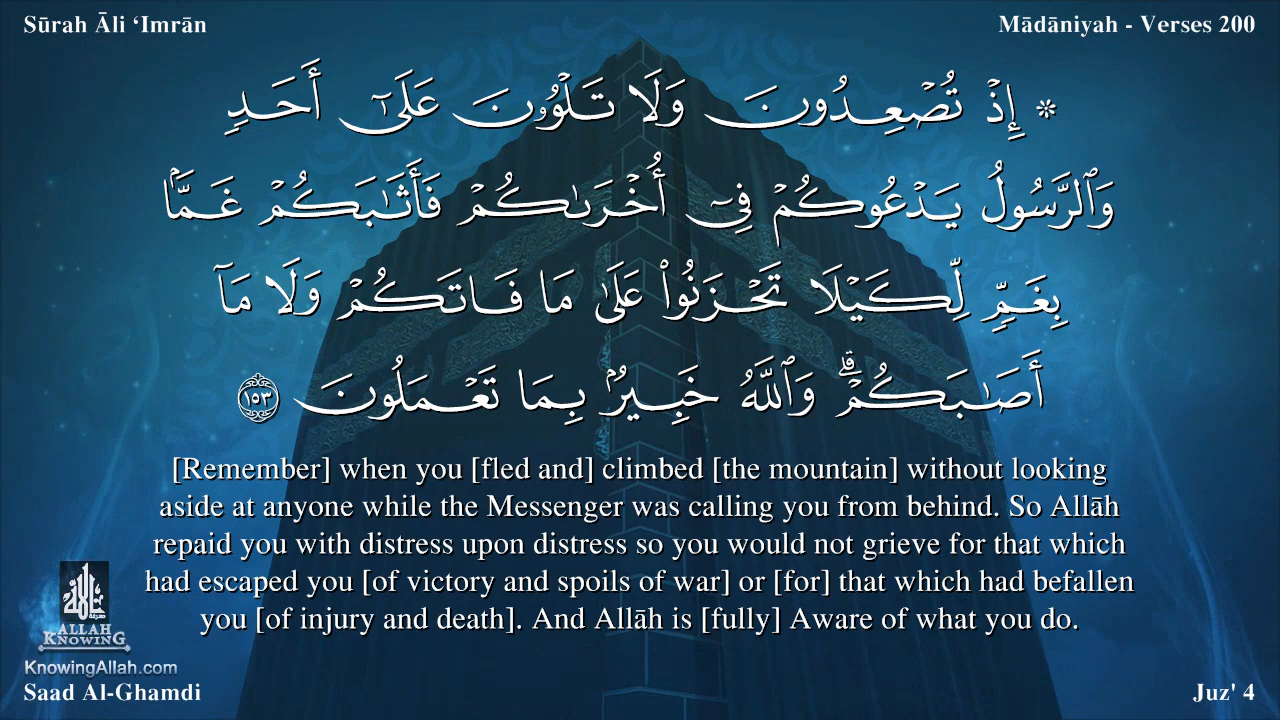 Sūrah Āli ‘Imrān
Mādāniyah - Verses 200
۞ إِذْ تُصْعِدُونَ وَلَا تَلْوُۥنَ عَلَىٰٓ أَحَدٍ
وَٱلرَّسُولُ يَدْعُوكُمْ فِىٓ أُخْرَىٰكُمْ فَأَثَـٰبَكُمْ غَمًّۢا
بِغَمٍّ لِّكَيْلَا تَحْزَنُوا۟ عَلَىٰ مَا فَاتَكُمْ وَلَا مَآ
أَصَـٰبَكُمْ ۗ وَٱللَّهُ خَبِيرٌۢ بِمَا تَعْمَلُونَ ١٥٣
[Remember] when you [fled and] climbed [the mountain] without looking
aside at anyone while the Messenger was calling you from behind. So Allāh
repaid you with distress upon distress so you would not grieve for that which
had escaped you [of victory and spoils of war] or [for] that which had befallen
you [of injury and death]. And Allāh is [fully] Aware of what you do.
ALLAH
KNOWING
KnowingAllah.com
Saad Al-Ghamdi
Juz' 4